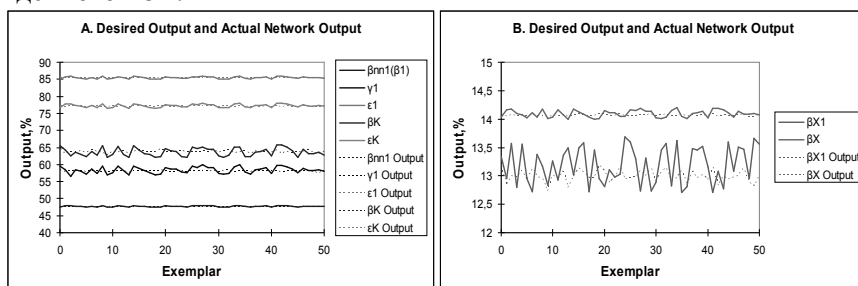 A. Desired Output and Actual Network Output
Output,%
90
85
80
75
70
65
60
55
50
45
40
0
10
20
30
40
50
Exemplar
βnn1(β1)
γ1
ε1
βK
εK
βnn1 Output
γ1 Output
ε1 Output
βK Output
εK Output
B. Desired Output and Actual Network Output
Output,%
15
14,5
14
13,5
13
12,5
12
0
10
20
30
40
50
Exemplar
βX1
βX
βX1 Output
βX Output